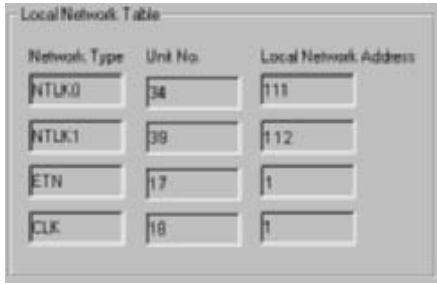 Local Network Table
Network Type Unit No. Local Network Address
NTLK0 34 111
NTLK1 39 112
ETN 17 1
CLK 18 1